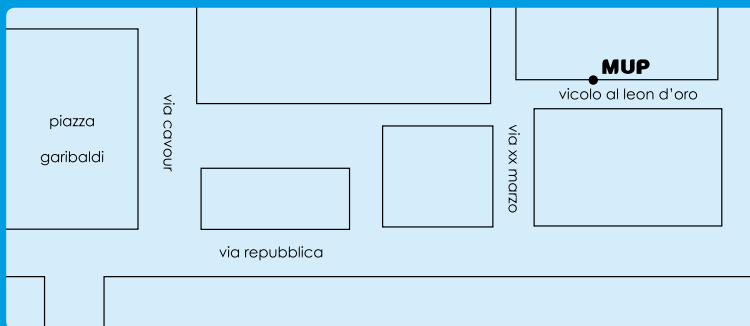 MUP
vicolo al leon d'oro
piazza
garibaldi
via cavour
via xx marzo
via repubblica